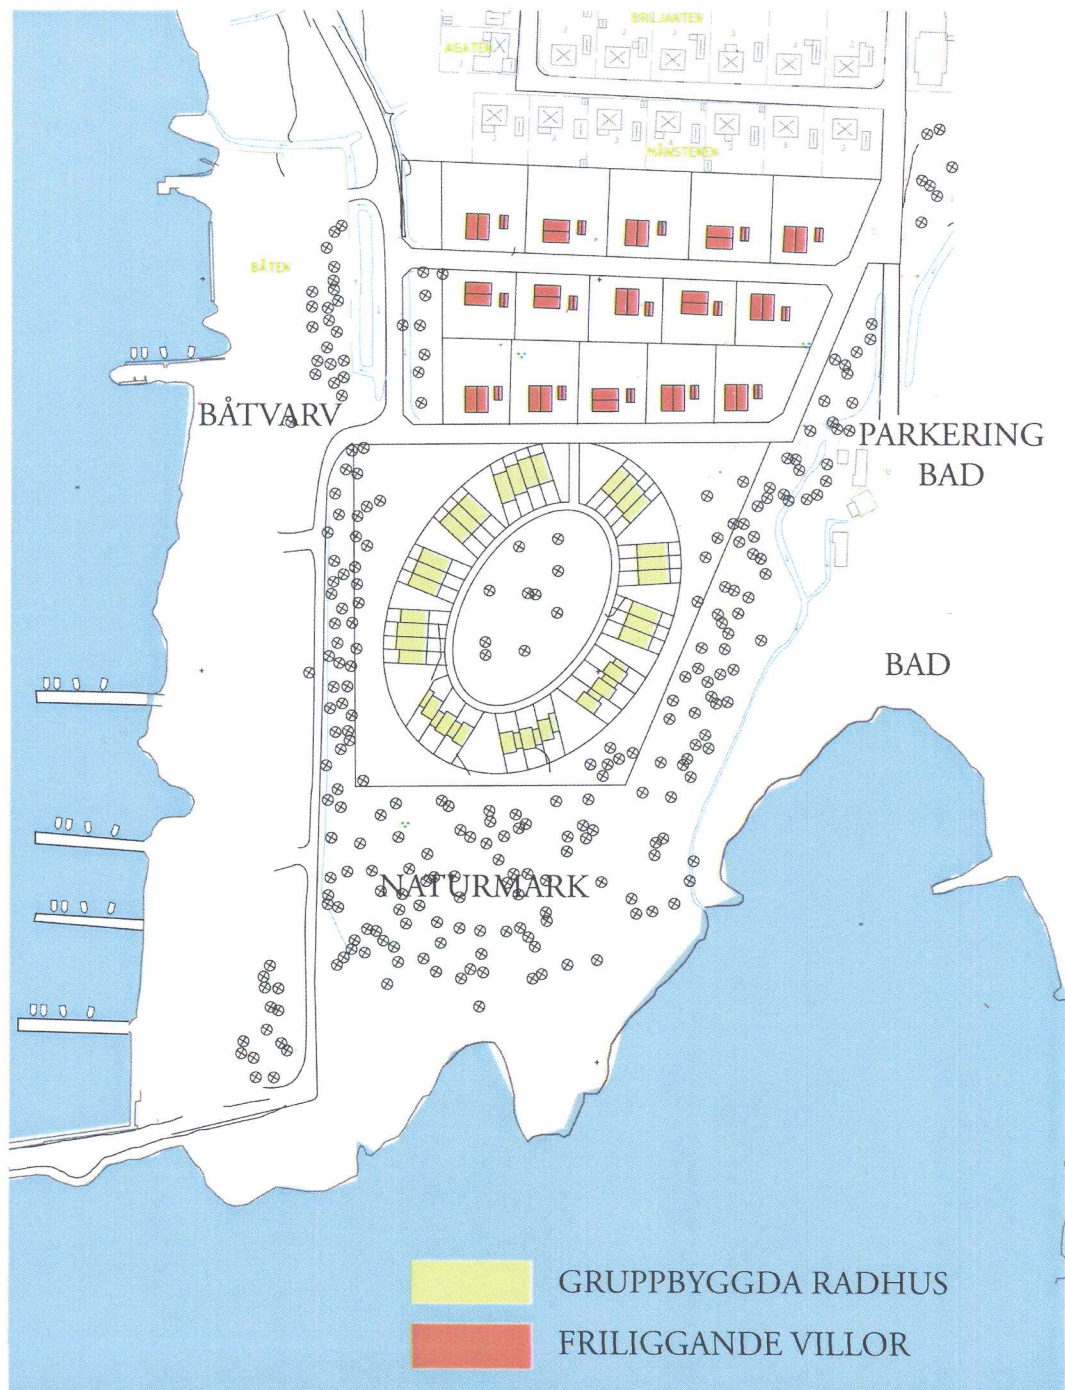 BRILJANTEN
AGATEN
MÅNSTENEN
BÅTEN
BÅTVARV
PARKERING
BAD
BAD
NATURMARK
GRUPPBYGGDA RADHUS
FRILIGGANDE VILLOR